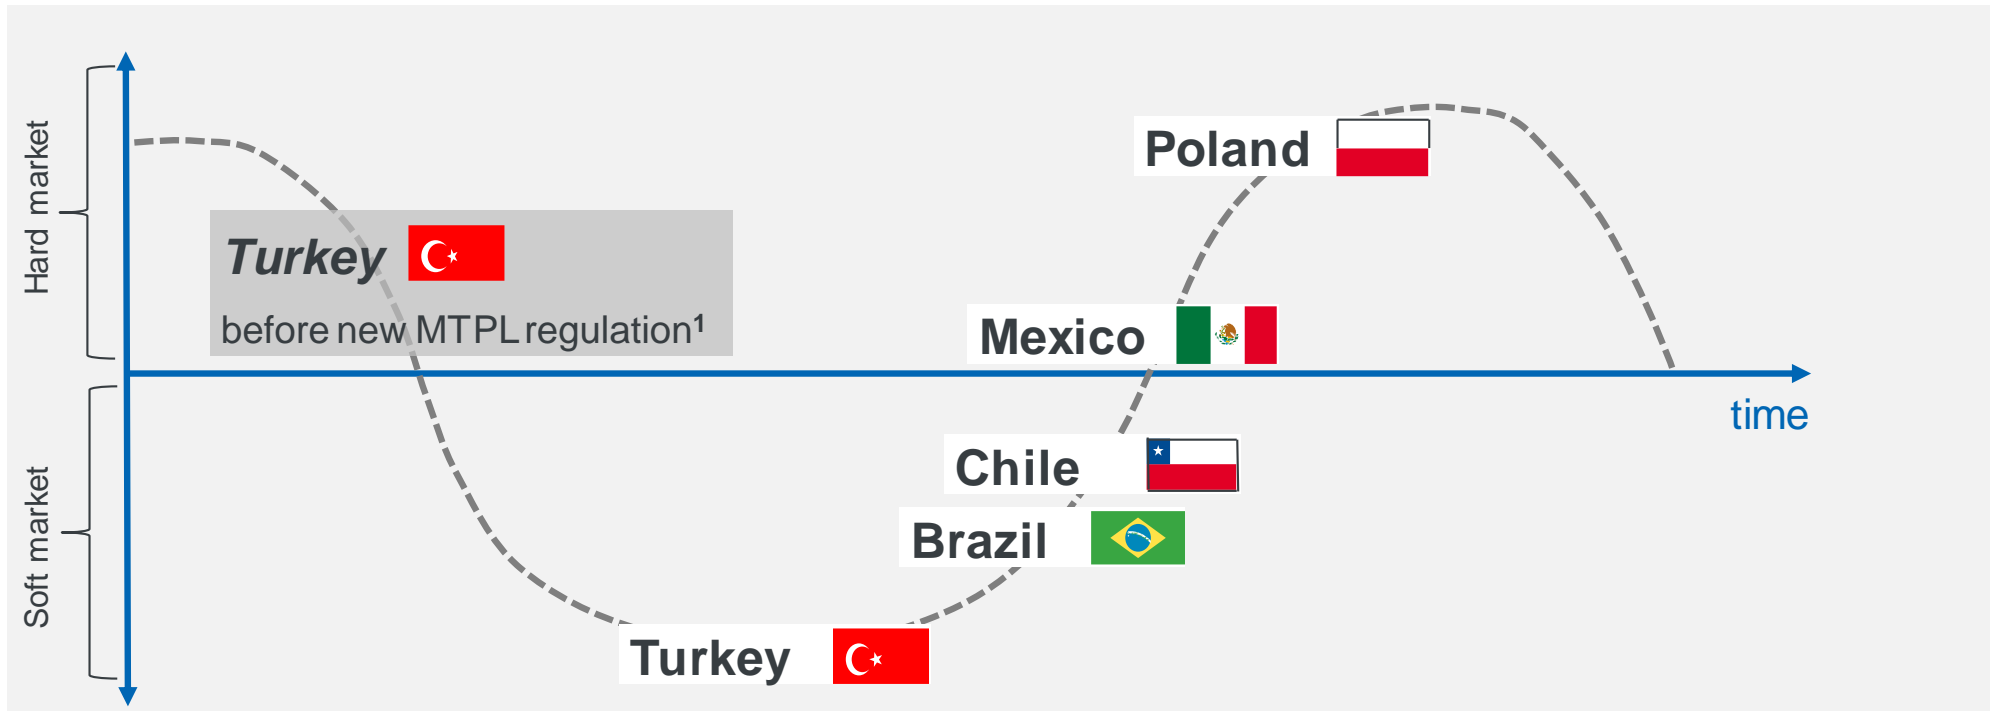 Hard market
Soft market
Turkey
before new MTPL regulation¹
Poland
Mexico
time
Chile
Brazil
Turkey